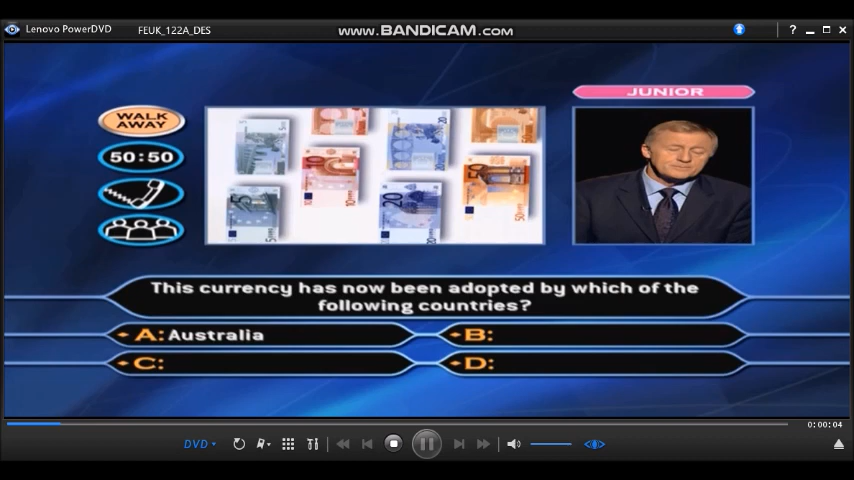 Lenovo PowerDVD
FEUK_122A_DES
www.BANDICAM.com
?
JUNIOR
WALK
AWAY
50:50
This currency has now been adopted by which of the
following countries?
A: Australia
B:
C:
D:
0:00:04
DVD